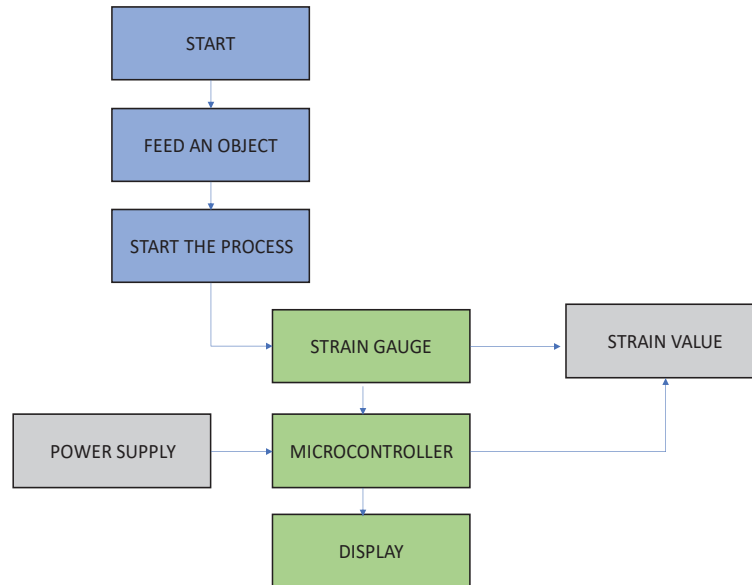 START
FEED AN OBJECT
START THE PROCESS
STRAIN GAUGE
STRAIN VALUE
POWER SUPPLY
MICROCONTROLLER
DISPLAY